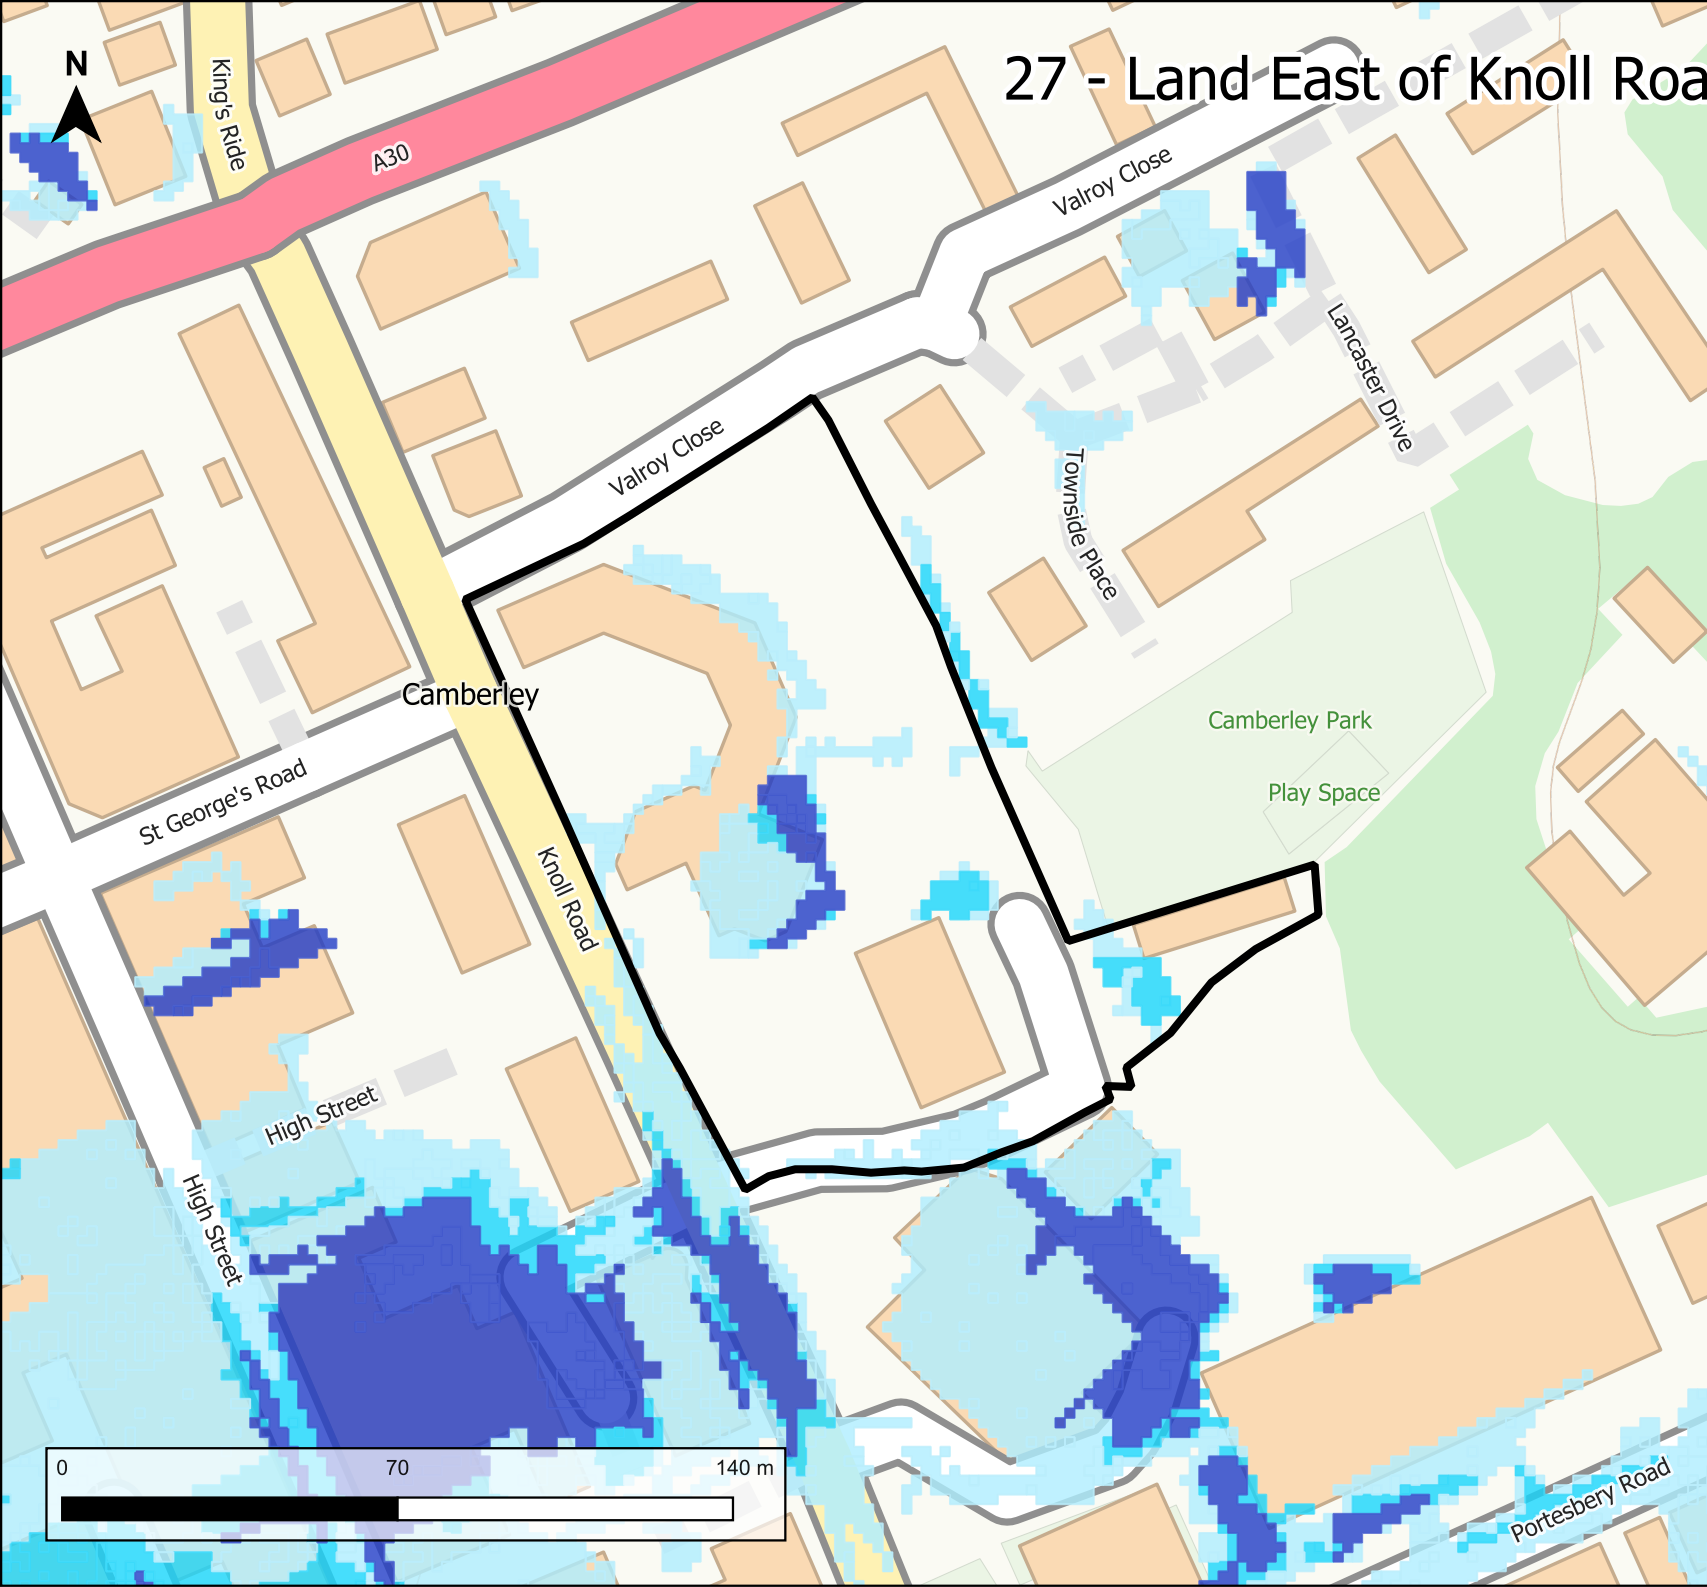 27 - Land East of Knoll Roa
N
King's Ride
A30
Valroy Close
Valroy Close
Lancaster Drive
Townside Place
Camberley
Camberley Park
Play Space
St George's Road
Knoll Road
High Street
High Street
Portesbery Road
0 70 140 m